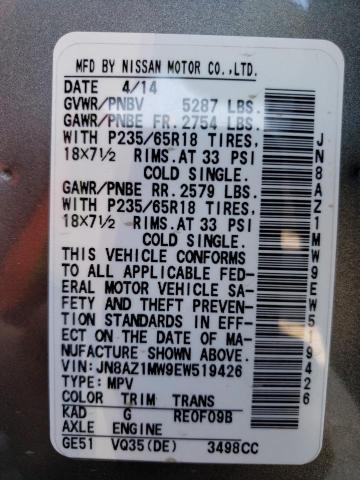 MFD BY NISSAN MOTOR CO.,LTD.
DATE 4/14
GVWR/PNBV 5287 LBS.
GAWR/PNBE FR. 2754 LBS.
WITH P235/65R18 TIRES,
18X7½ RIMS. AT 33 PSI
COLD SINGLE.
GAWR/PNBE RR. 2579 LBS.
WITH P235/65R18 TIRES,
18X7½ RIMS. AT 33 PSI
COLD SINGLE.
THIS VEHICLE CONFORMS
TO ALL APPLICABLE FED-
ERAL MOTOR VEHICLE SA-
FETY AND THEFT PREVEN-
TION STANDARDS IN EFF-
ECT ON THE DATE OF MA-
NUFACTURE SHOWN ABOVE.
VIN: JN8AZ1MW9EW519426
TYPE: MPV
COLOR TRIM TRANS
KAD G RE0F09B
AXLE ENGINE
GE51 VQ35(DE) 3498CC
JN8AZ1MW9EW519426